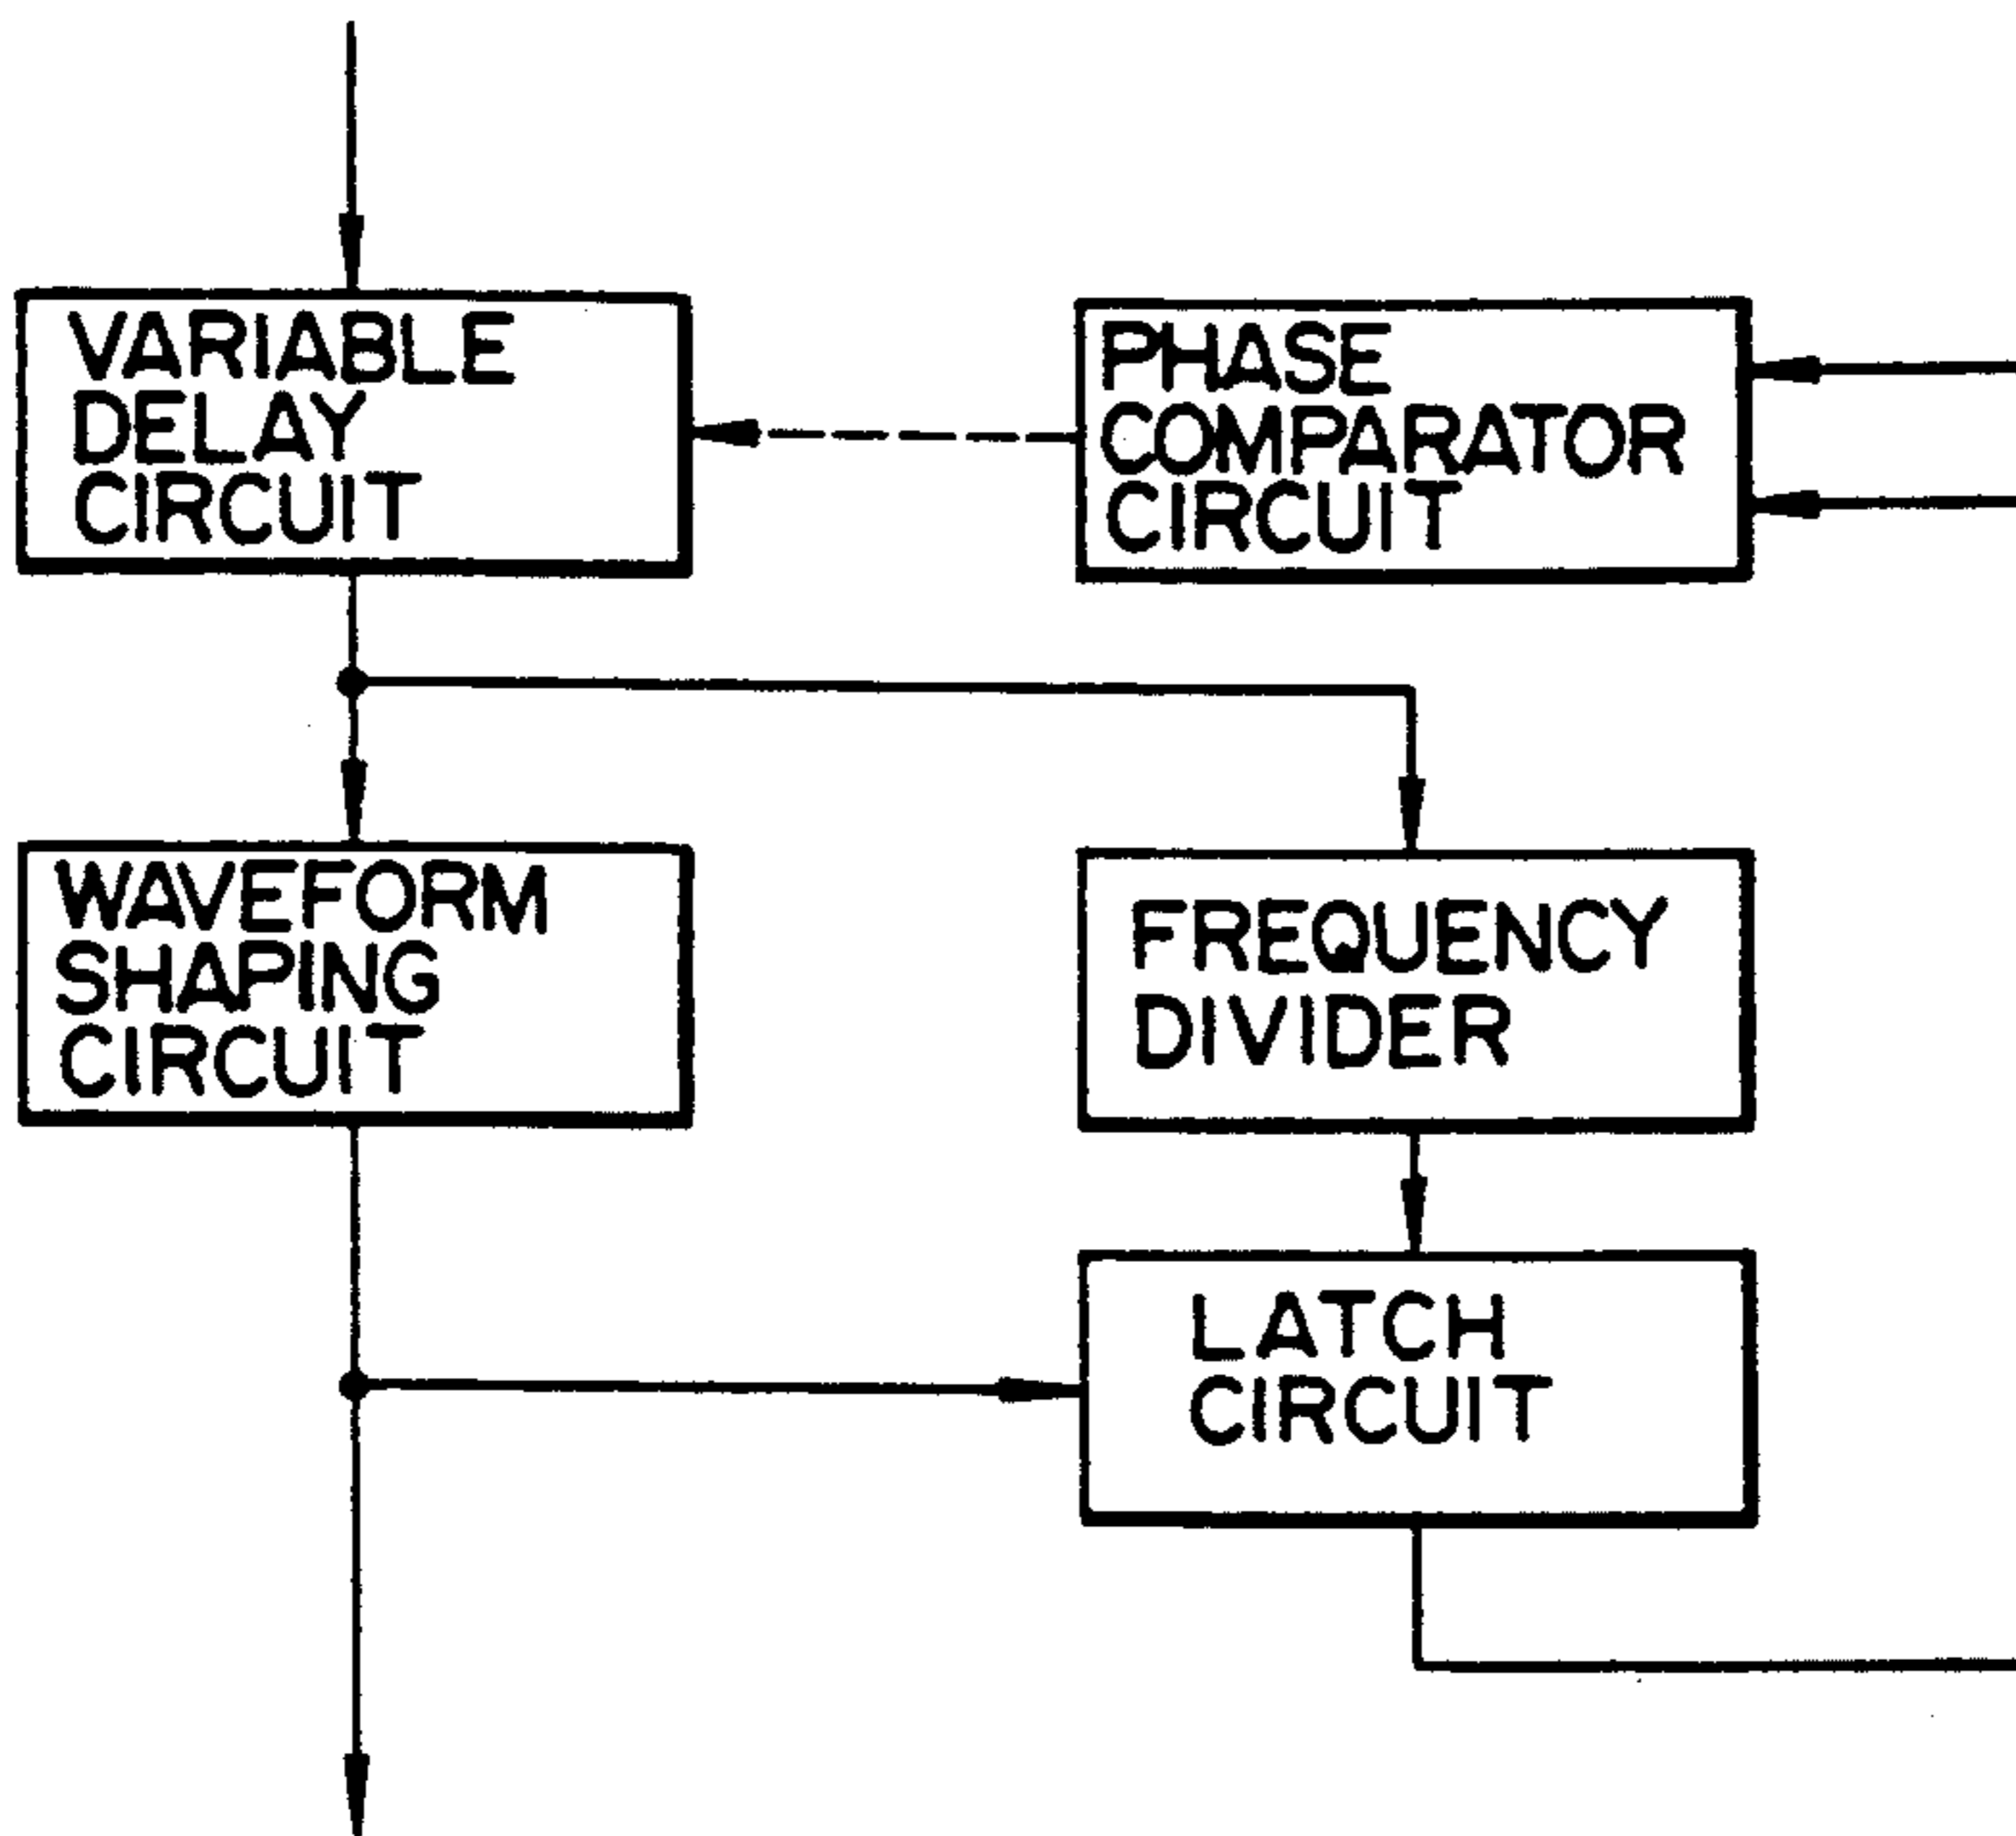 VARIABLE
DELAY
CIRCUIT
PHASE
COMPARATOR
CIRCUIT
WAVEFORM
SHAPING
CIRCUIT
FREQUENCY
DIVIDER
LATCH
CIRCUIT